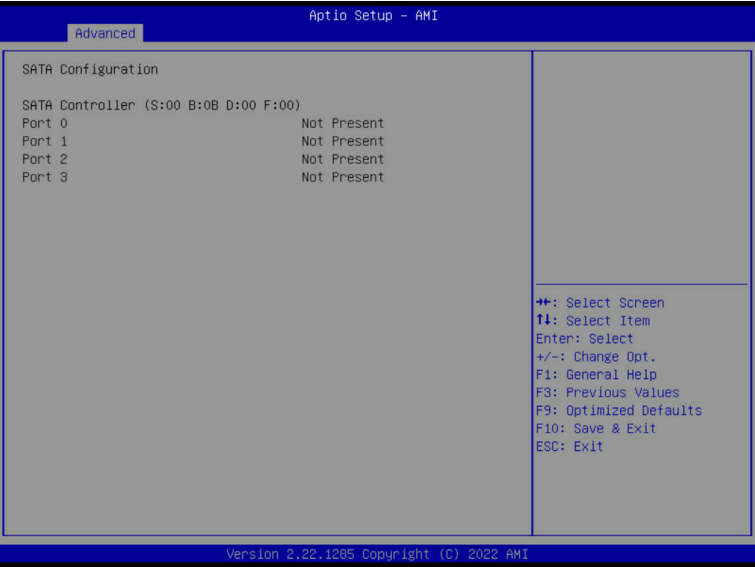 Aptio Setup – AMI
Advanced
SATA Configuration
SATA Controller (S:00 B:0B D:00 F:00)
Port 0 Not Present
Port 1 Not Present
Port 2 Not Present
Port 3 Not Present
→←: Select Screen
↑↓: Select Item
Enter: Select
+/-: Change Opt.
F1: General Help
F3: Previous Values
F9: Optimized Defaults
F10: Save & Exit
ESC: Exit
Version 2.22.1285 Copyright (C) 2022 AMI